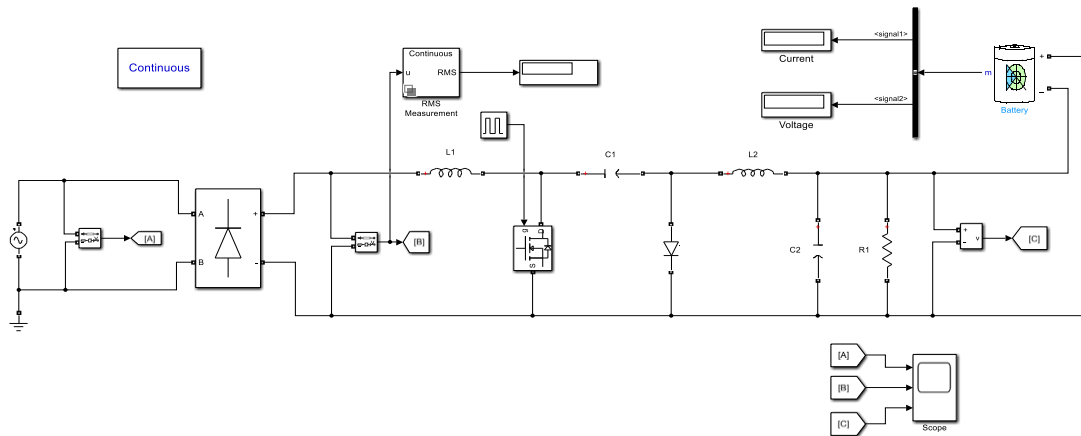 Continuous
Continuous
u
RMS
RMS
Measurement
<signal1>
Current
<signal2>
Voltage
m
+
−
Battery
L1
C1
L2
A
+
B
-
[A]
[B]
g
D
S
C2
R1
+
-
v
[C]
[A]
[B]
[C]
Scope